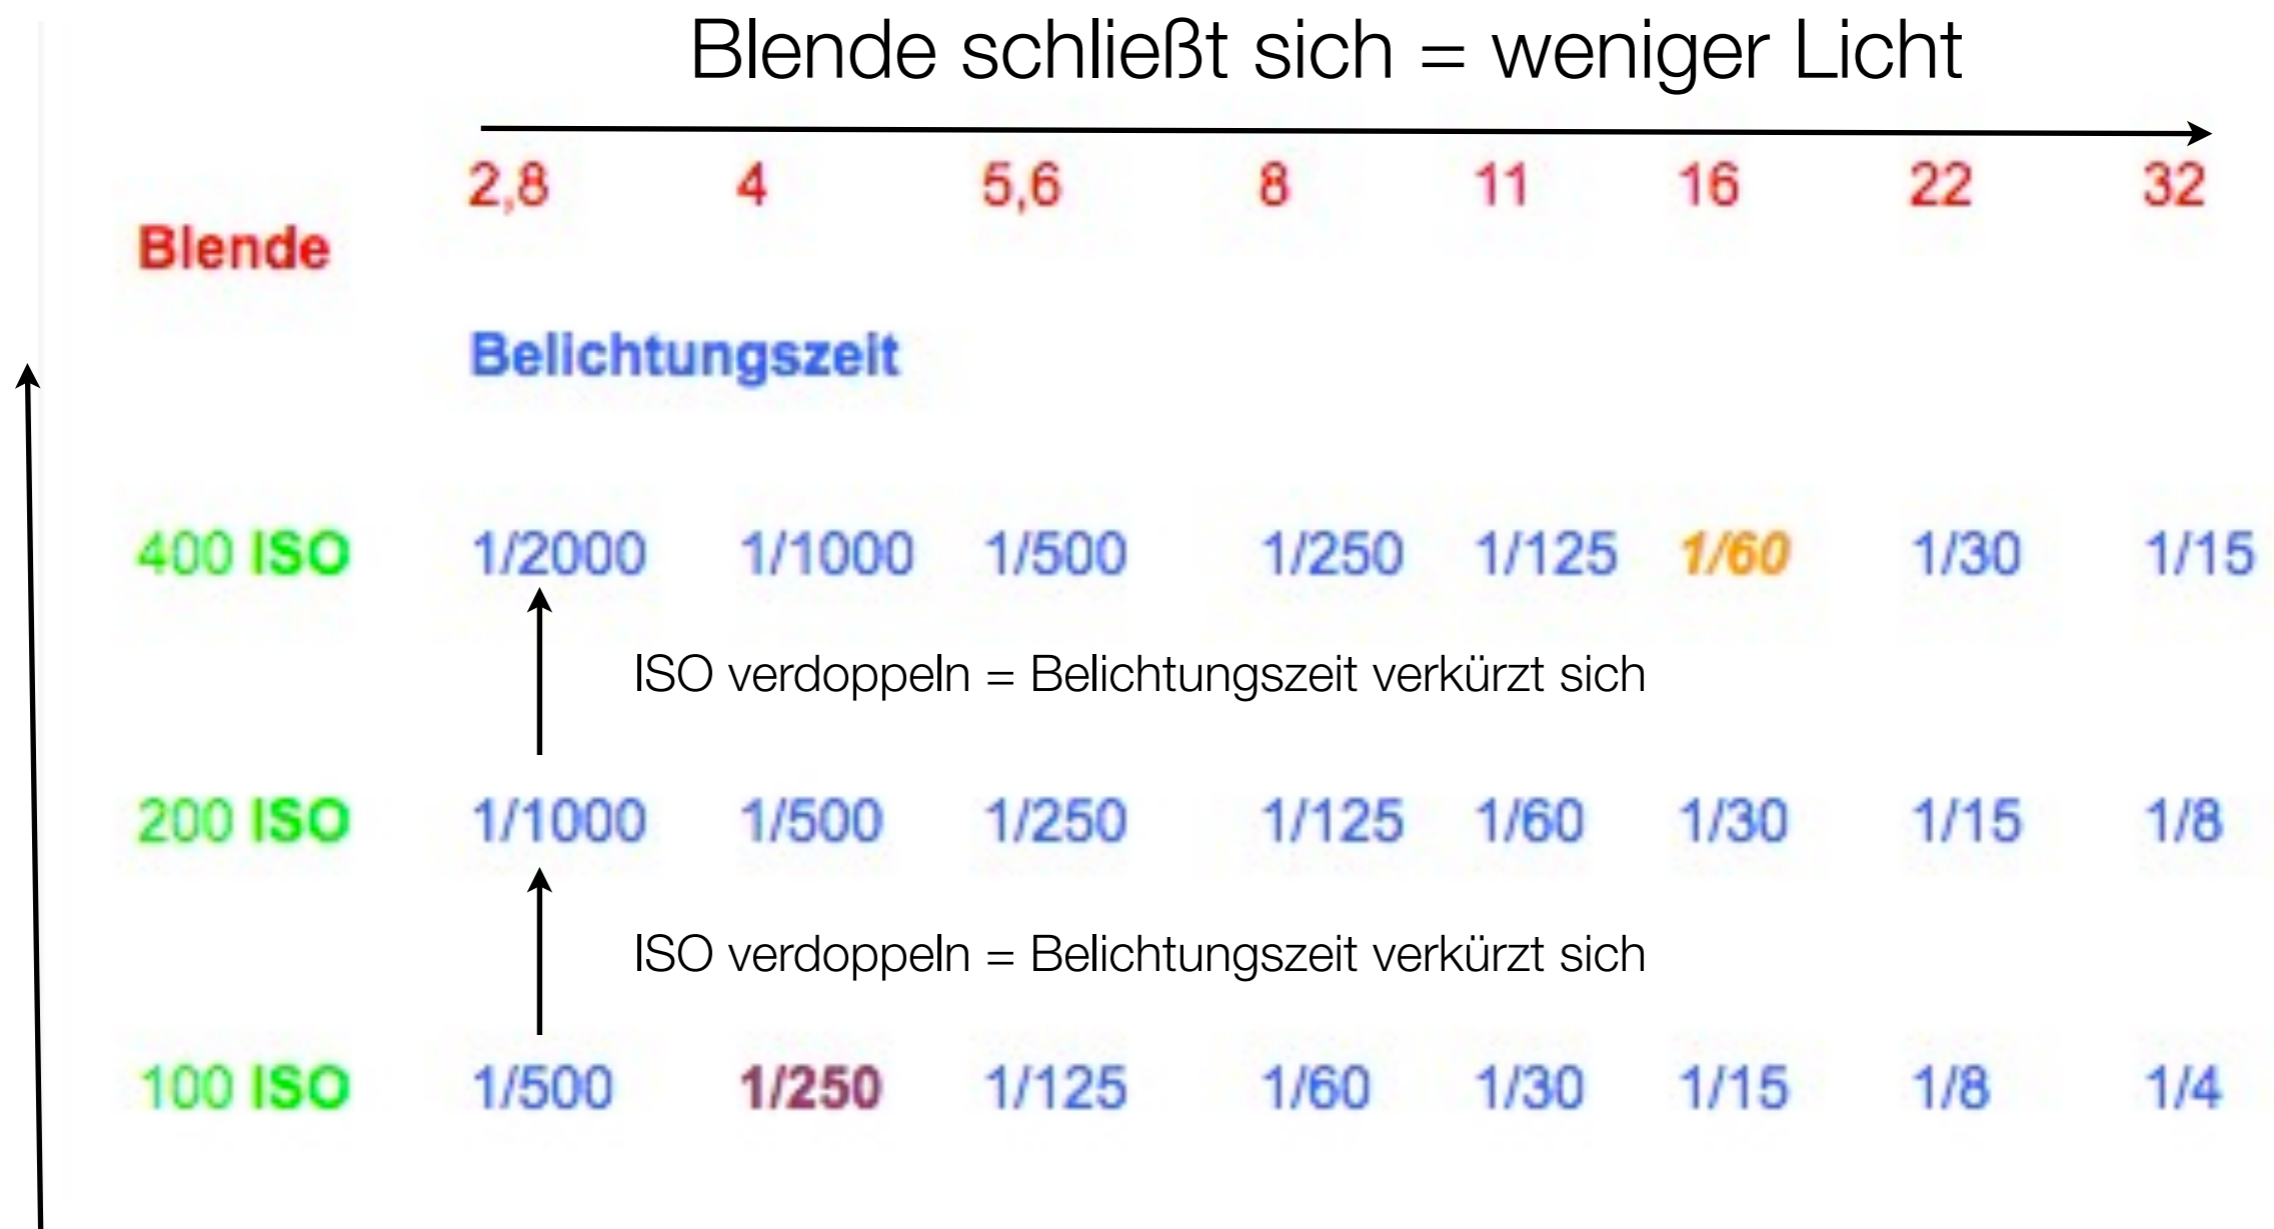 Blende schließt sich = weniger Licht
2,8 4 5,6 8 11 16 22 32
Blende
Belichtungszeit
400 ISO 1/2000 1/1000 1/500 1/250 1/125 1/60 1/30 1/15
ISO verdoppeln = Belichtungszeit verkürzt sich
200 ISO 1/1000 1/500 1/250 1/125 1/60 1/30 1/15 1/8
ISO verdoppeln = Belichtungszeit verkürzt sich
100 ISO 1/500 1/250 1/125 1/60 1/30 1/15 1/8 1/4